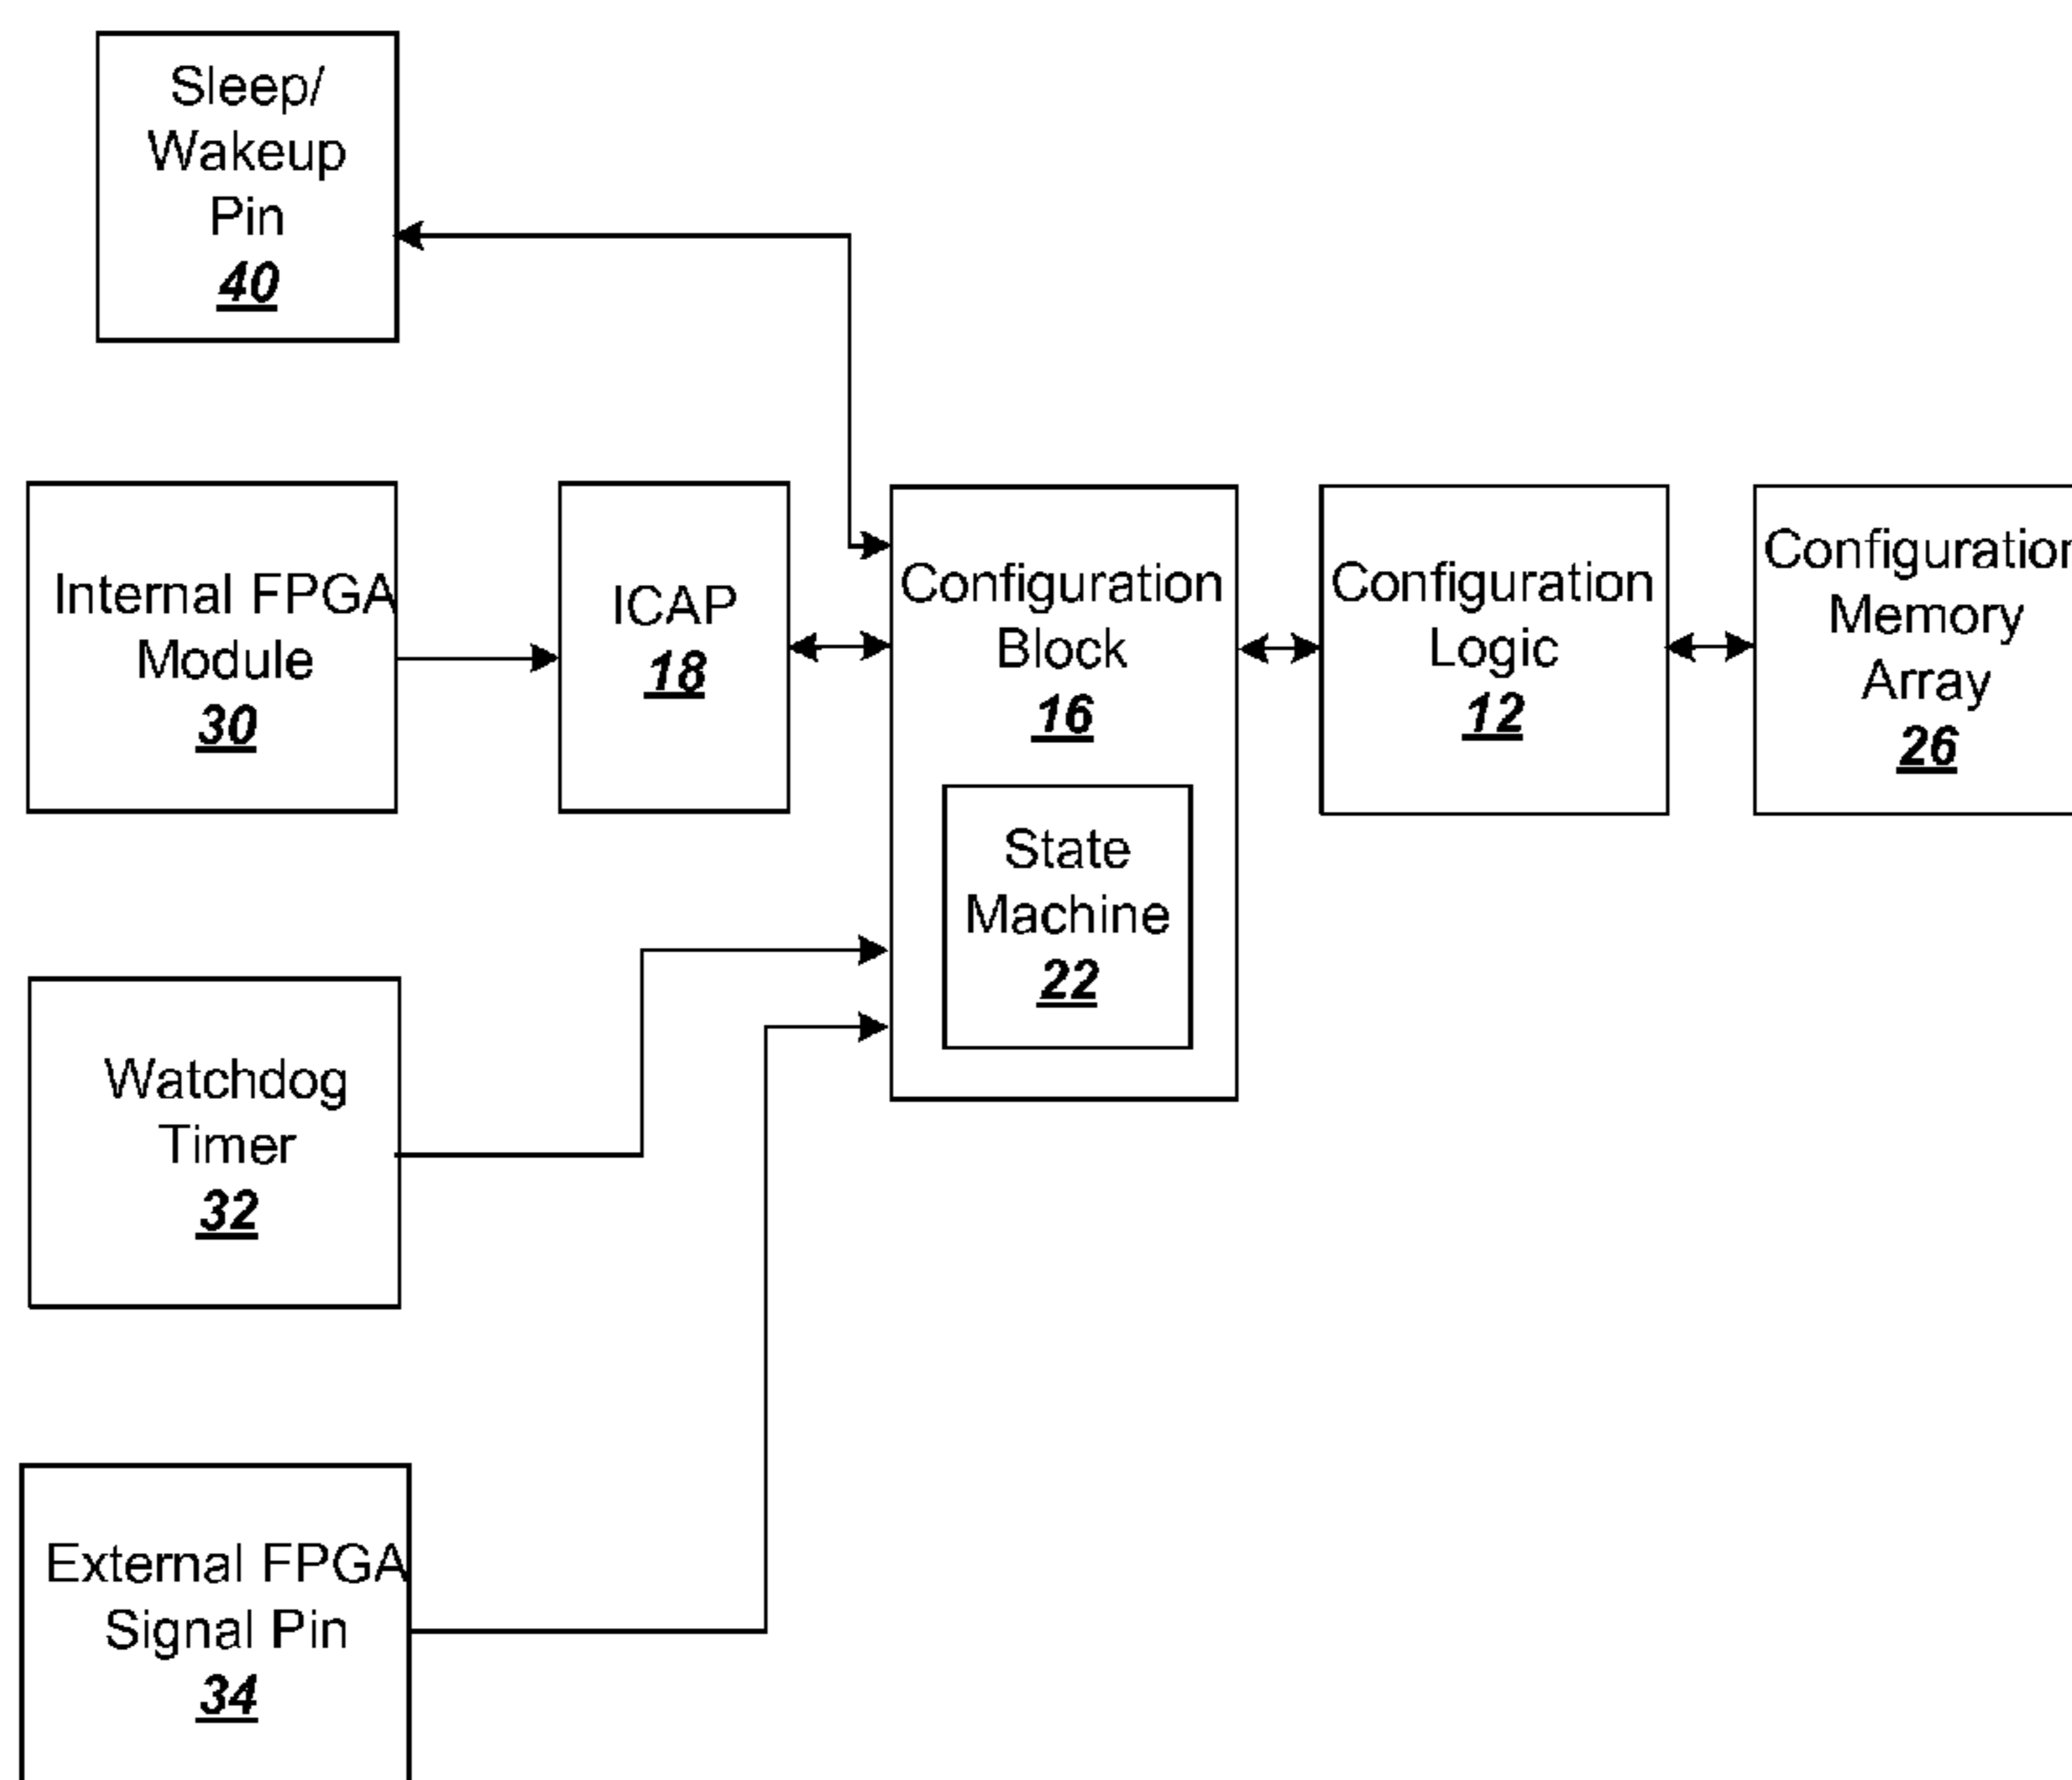 Sleep/
Wakeup
Pin
40
Internal FPGA
Module
30
ICAP
18
Configuration
Block
16
State
Machine
22
Configuration
Logic
12
Configuration
Memory
Array
26
Watchdog
Timer
32
External FPGA
Signal Pin
34